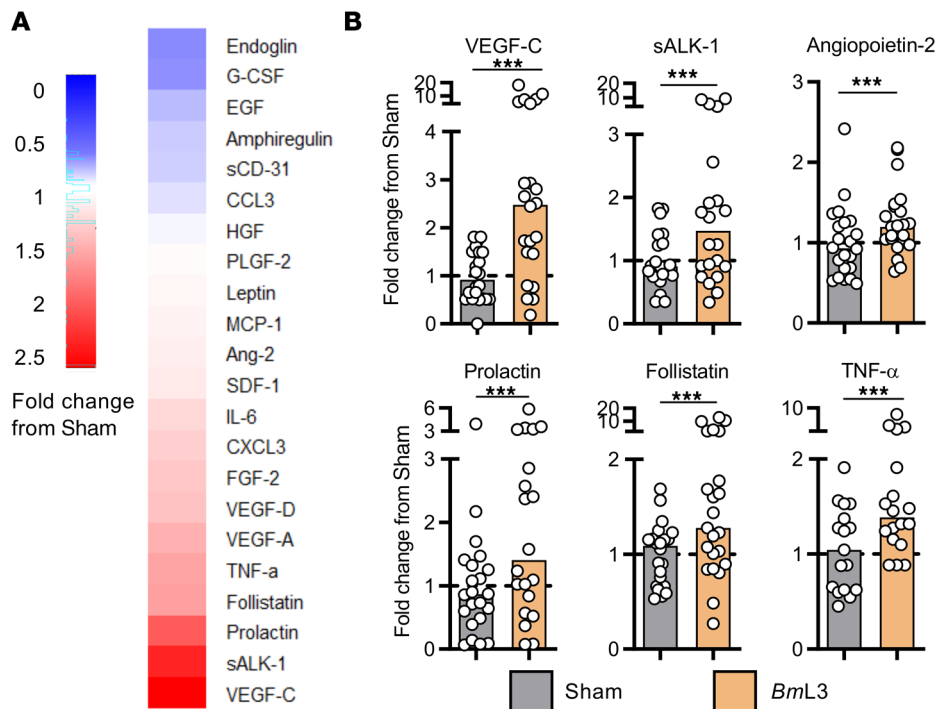 A
0
0.5
1
1.5
2
2.5
Fold change
from Sham
Endoglin
G-CSF
EGF
Amphiregulin
sCD-31
CCL3
HGF
PLGF-2
Leptin
MCP-1
Ang-2
SDF-1
IL-6
CXCL3
FGF-2
VEGF-D
VEGF-A
TNF-a
Follistatin
Prolactin
sALK-1
VEGF-C
B
Fold change from Sham
VEGF-C
***
20
10
4
3
2
1
0
sALK-1
***
20
10
3
2
1
0
Angiopoietin-2
***
3
2
1
0
Fold change from Sham
Prolactin
***
6
3
3
2
1
0
Follistatin
***
20
10
2
1
0
TNF-α
***
10
2
1
0
Sham
BmL3